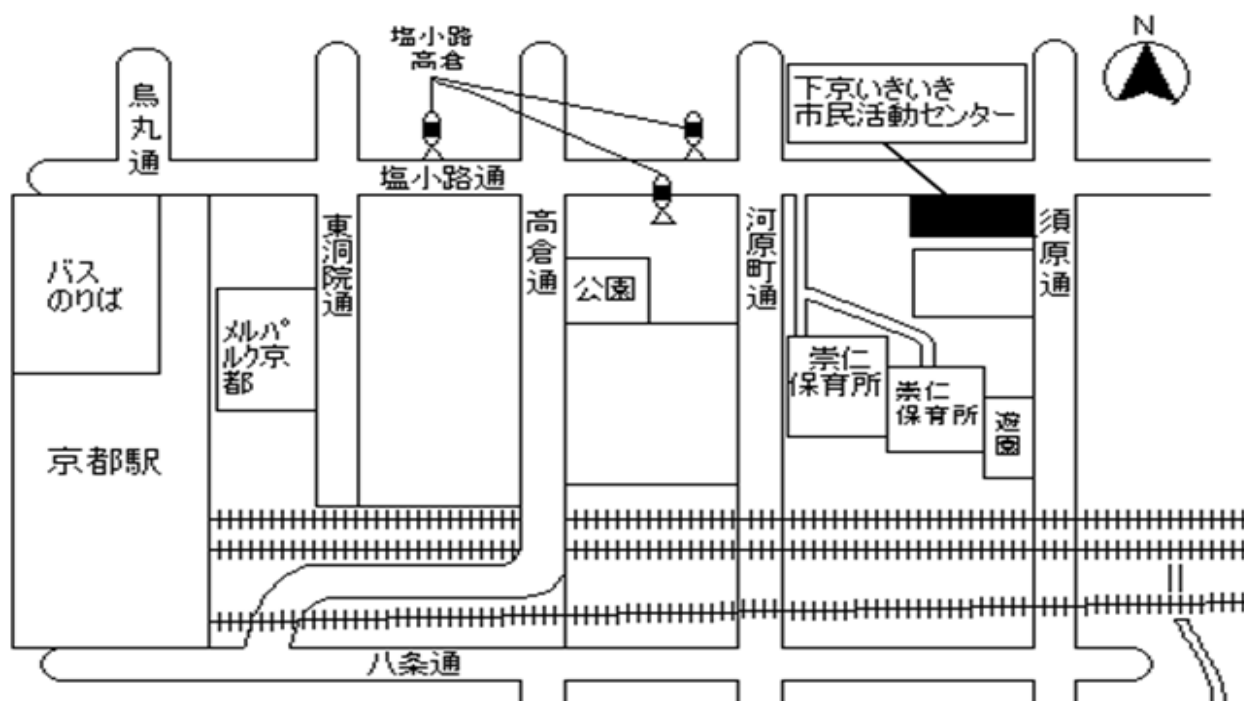 N
塩小路
高倉
下京いきいき
市民活動センター
烏丸通
塩小路通
東洞院通
高倉通
河原町通
須原通
バス
のりば
公園
メルパ
ルク京
都
崇仁
保育所
崇仁
保育所
遊園
京都駅
八条通